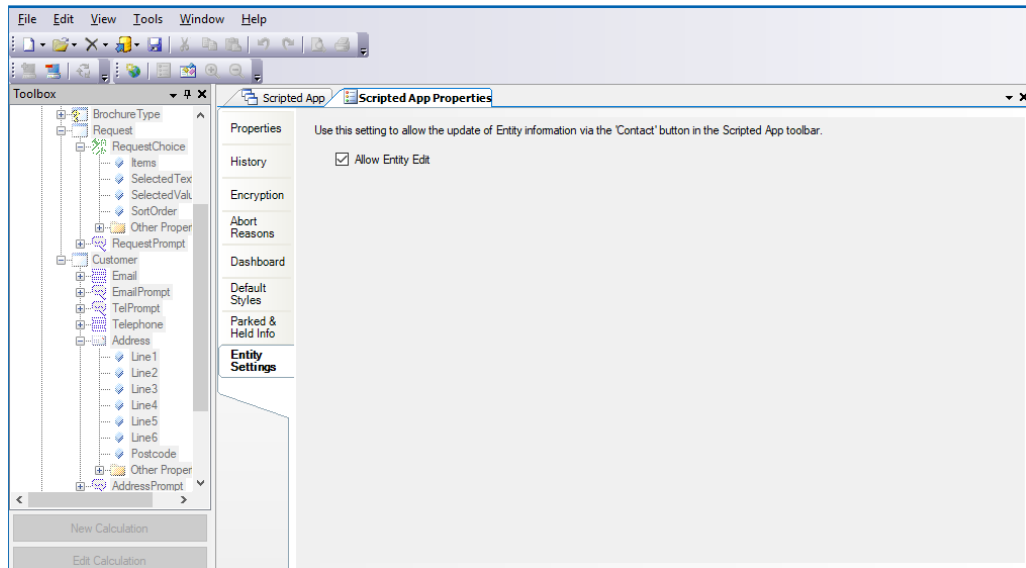 File Edit View Tools Window Help
Toolbox
Scripted App
Scripted App Properties
BrochureType
Request
RequestChoice
Items
SelectedTex
SelectedValu
SortOrder
Other Proper
RequestPrompt
Customer
Email
EmailPrompt
TelPrompt
Telephone
Address
Line1
Line2
Line3
Line4
Line5
Line6
Postcode
Other Proper
AddressPrompt
New Calculation
Edit Calculation
Properties
History
Encryption
Abort
Reasons
Dashboard
Default
Styles
Parked &
Held Info
Entity
Settings
Use this setting to allow the update of Entity information via the 'Contact' button in the Scripted App toolbar.
Allow Entity Edit